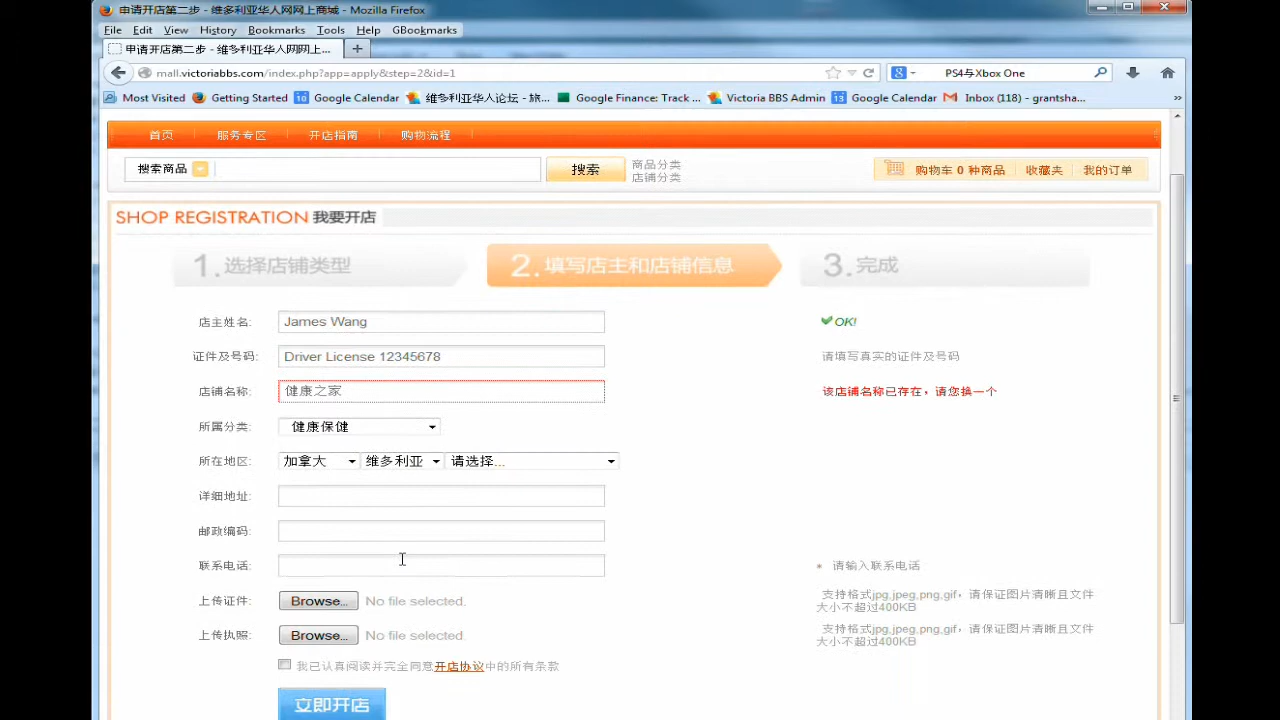 申请开店第二步 - 维多利亚华人网网上商城 - Mozilla Firefox
File Edit View History Bookmarks Tools Help GBookmarks
申请开店第二步 - 维多利亚华人网网上... +
mall.victoriabbs.com/index.php?app=apply&step=2&id=1 PS4与Xbox One
Most Visited Getting Started Google Calendar 维多利亚华人论坛 - 旅... Google Finance: Track ... Victoria BBS Admin Google Calendar Inbox (118) - grantsha... »
首页 服务专区 开店指南 购物流程
搜索商品 搜索 商品分类 购物车 0 种商品 收藏夹 我的订单
店铺分类
SHOP REGISTRATION 我要开店
1.选择店铺类型 2.填写店主和店铺信息 3.完成
店主姓名: James Wang OK!
证件及号码: Driver License 12345678 请填写真实的证件及号码
店铺名称: 健康之家 该店铺名称已存在，请您换一个
所属分类: 健康保健
所在地区: 加拿大 维多利亚 请选择...
详细地址:
邮政编码:
联系电话: * 请输入联系电话
上传证件: Browse... No file selected. 支持格式jpg,jpeg,png,gif，请保证图片清晰且文件
大小不超过400KB
上传执照: Browse... No file selected. 支持格式jpg,jpeg,png,gif，请保证图片清晰且文件
大小不超过400KB
我已认真阅读并完全同意开店协议中的所有条款
立即开店